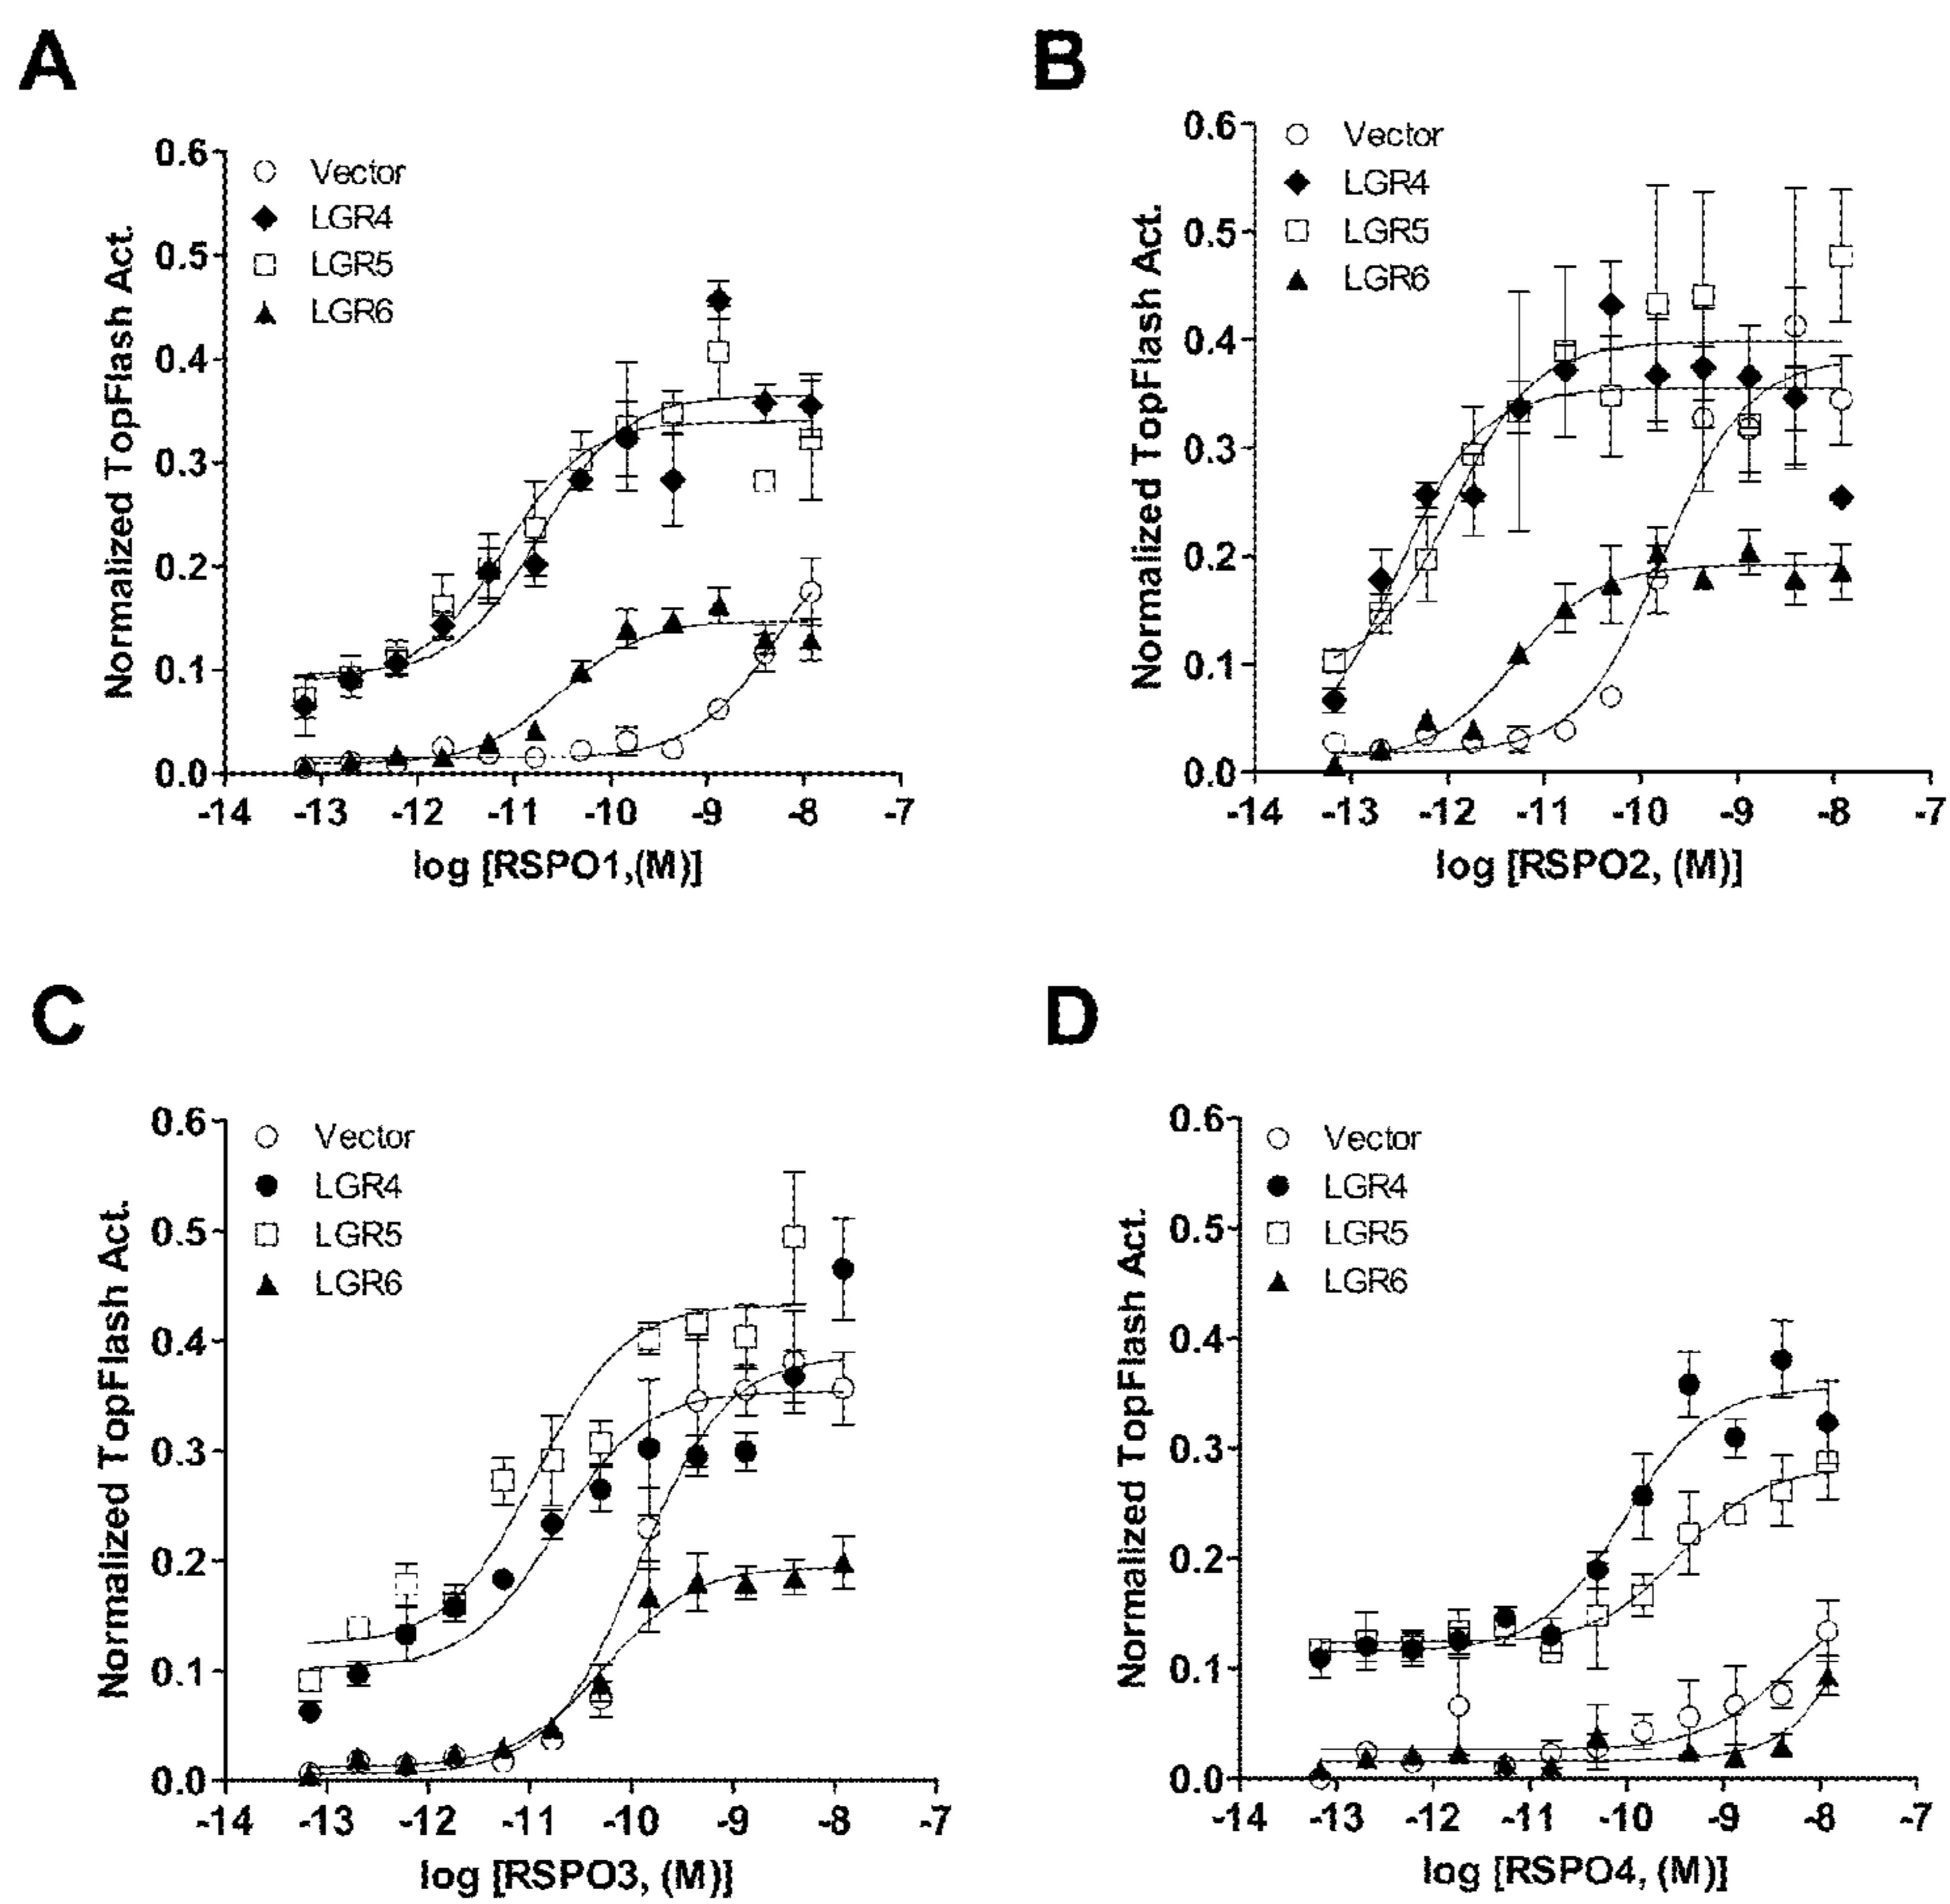 A
Normalized TopFlash Act.
0.6
0.5
0.4
0.3
0.2
0.1
0.0
Vector
LGR4
LGR5
LGR6
-14 -13 -12 -11 -10 -9 -8 -7
log [RSPO1,(M)]
B
Normalized TopFlash Act.
0.6
0.5
0.4
0.3
0.2
0.1
0.0
Vector
LGR4
LGR5
LGR6
-14 -13 -12 -11 -10 -9 -8 -7
log [RSPO2, (M)]
C
Normalized TopFlash Act.
0.6
0.5
0.4
0.3
0.2
0.1
0.0
Vector
LGR4
LGR5
LGR6
-14 -13 -12 -11 -10 -9 -8 -7
log [RSPO3, (M)]
D
Normalized TopFlash Act.
0.6
0.5
0.4
0.3
0.2
0.1
0.0
Vector
LGR4
LGR5
LGR6
-14 -13 -12 -11 -10 -9 -8 -7
log [RSPO4, (M)]